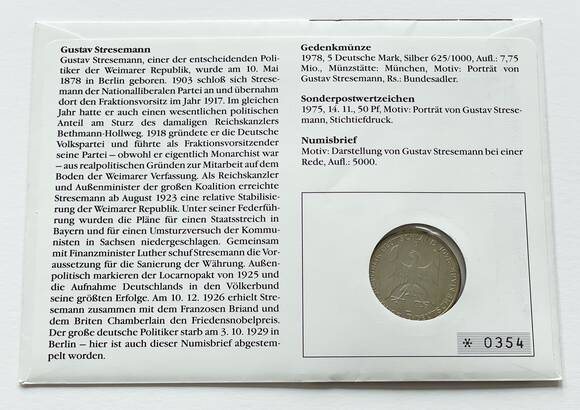 Gustav Stresemann
Gustav Stresemann, einer der entscheidenden Poli-
tiker der Weimarer Republik, wurde am 10. Mai
1878 in Berlin geboren. 1903 schloß sich Strese-
mann der Nationalliberalen Partei an und übernahm
dort den Fraktionsvorsitz im Jahr 1917. Im gleichen
Jahr hatte er auch einen wesentlichen politischen
Anteil am Sturz des damaligen Reichskanzlers
Bethmann-Hollweg. 1918 gründete er die Deutsche
Volkspartei und führte als Fraktionsvorsitzender
seine Partei – obwohl er eigentlich Monarchist war
– aus realpolitischen Gründen zur Mitarbeit auf dem
Boden der Weimarer Verfassung. Als Reichskanzler
und Außenminister der großen Koalition erreichte
Stresemann ab August 1923 eine relative Stabilisie-
rung der Weimarer Republik. Unter seiner Federfüh-
rung wurden die Pläne für einen Staatsstreich in
Bayern und für einen Umsturzversuch der Kommu-
nisten in Sachsen niedergeschlagen. Gemeinsam
mit Finanzminister Luther schuf Stresemann die Vor-
aussetzung für die Sanierung der Währung. Außen-
politisch markieren der Locarnopakt von 1925 und
die Aufnahme Deutschlands in den Völkerbund
seine größten Erfolge. Am 10. 12. 1926 erhielt Stre-
semann zusammen mit dem Franzosen Briand und
dem Briten Chamberlain den Friedensnobelpreis.
Der große deutsche Politiker starb am 3. 10. 1929 in
Berlin – hier ist auch dieser Numisbrief abgestem-
pelt worden.
Gedenkmünze
1978, 5 Deutsche Mark, Silber 625/1000, Aufl.: 7,75
Mio., Münzstätte: München, Motiv: Porträt von
Gustav Stresemann, Rs.: Bundesadler.
Sonderpostwertzeichen
1975, 14. 11., 50 Pf, Motiv: Porträt von Gustav Strese-
mann, Stichtiefdruck.
Numisbrief
Motiv: Darstellung von Gustav Stresemann bei einer
Rede, Aufl.: 5000.
* 0354